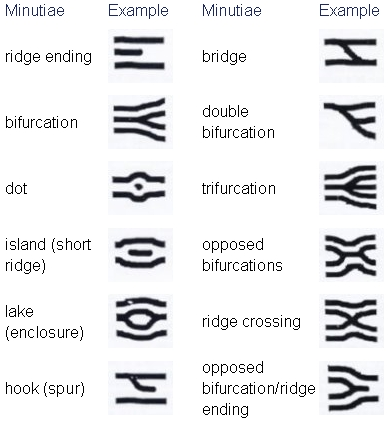 Minutiae Example Minutiae Example
ridge ending bridge
bifurcation double
bifurcation
dot trifurcation
island (short
ridge) opposed
bifurcations
lake
(enclosure) ridge crossing
hook (spur) opposed
bifurcation/ridge
ending